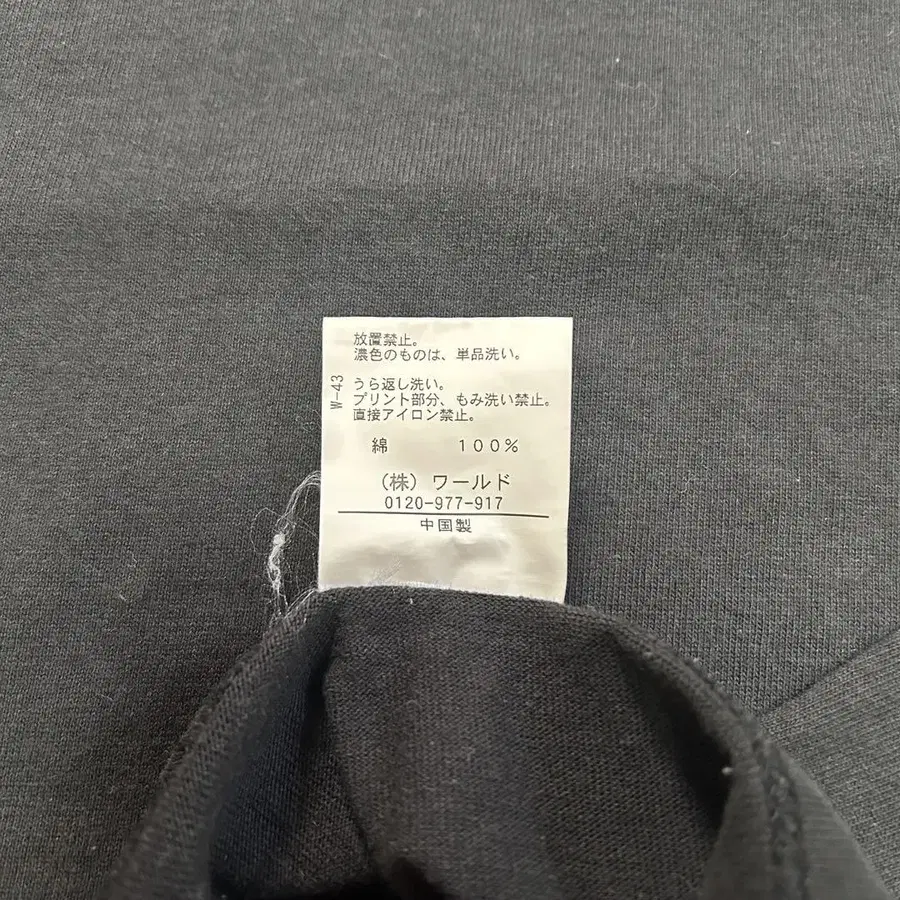 放置禁止。
濃色のものは、単品洗い。
W-43
うら返し洗い。
プリント部分、もみ洗い禁止。
直接アイロン禁止。
綿 100%
(株) ワールド
0120-977-917
中国製